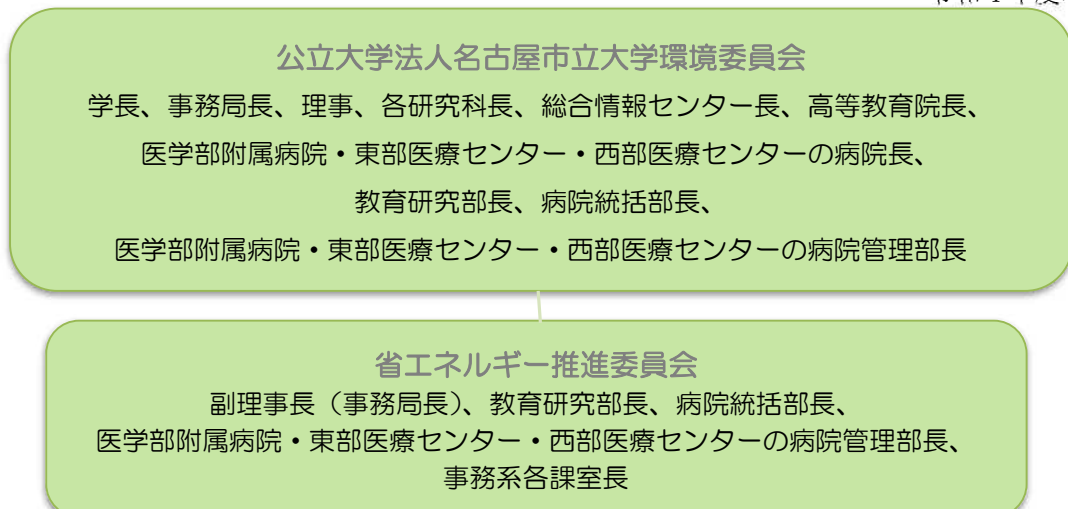 公立大学法人名古屋市立大学環境委員会
学長、事務局長、理事、各研究科長、総合情報センター長、高等教育院長、
医学部附属病院・東部医療センター・西部医療センターの病院長、
教育研究部長、病院統括部長、
医学部附属病院・東部医療センター・西部医療センターの病院管理部長
省エネルギー推進委員会
副理事長（事務局長）、教育研究部長、病院統括部長、
医学部附属病院・東部医療センター・西部医療センターの病院管理部長、
事務系各課室長